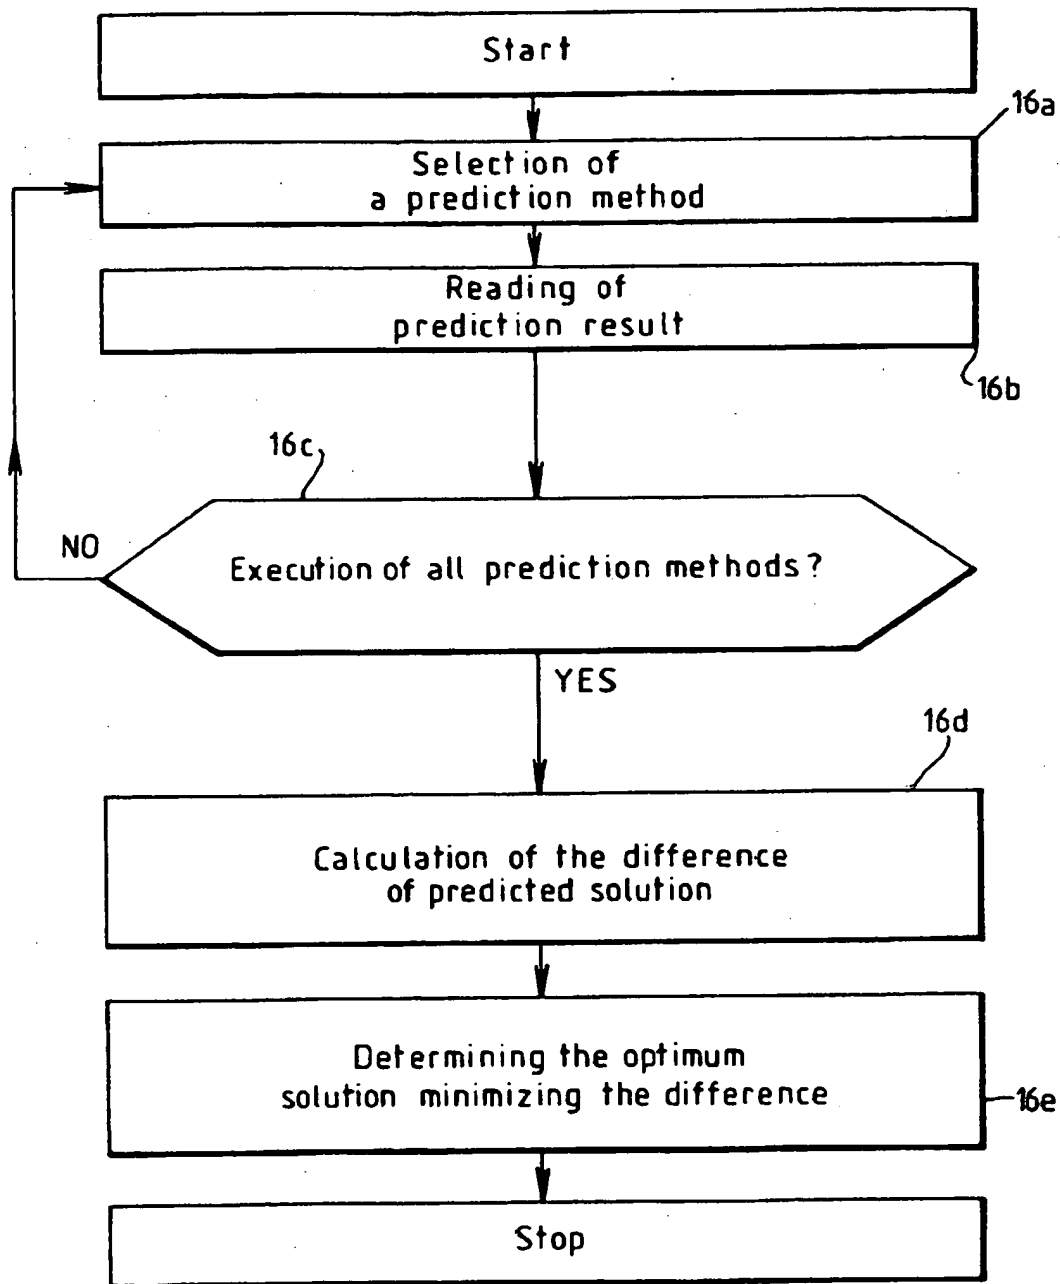 Start
16a
Selection of
a prediction method
Reading of
prediction result
16b
16c
NO
Execution of all prediction methods?
YES
16d
Calculation of the difference
of predicted solution
Determining the optimum
solution minimizing the difference
16e
Stop